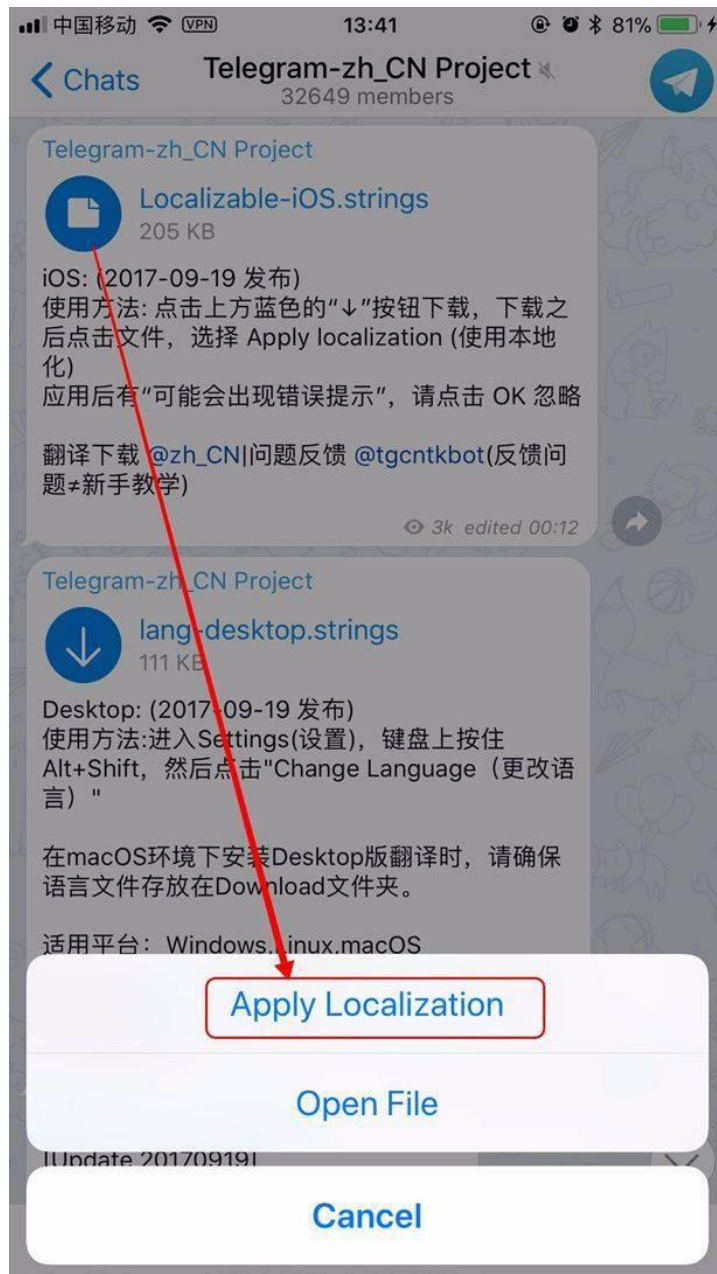 中国移动 VPN 13:41 81%
Chats
Telegram-zh_CN Project
32649 members
Telegram-zh_CN Project
Localizable-iOS.strings
205 KB
iOS: (2017-09-19 发布)
使用方法: 点击上方蓝色的“↓”按钮下载，下载之
后点击文件，选择 Apply localization (使用本地
化)
应用后有“可能会出现错误提示”，请点击 OK 忽略
翻译下载 @zh_CN|问题反馈 @tgcntkbot(反馈问
题≠新手教学)
3k edited 00:12
Telegram-zh_CN Project
lang-desktop.strings
111 KB
Desktop: (2017-09-19 发布)
使用方法:进入Settings(设置)，键盘上按住
Alt+Shift，然后点击"Change Language（更改语
言）"
在macOS环境下安装Desktop版翻译时，请确保
语言文件存放在Download文件夹。
适用平台：Windows,Linux,macOS
Apply Localization
Open File
[Update 20170919]
Cancel